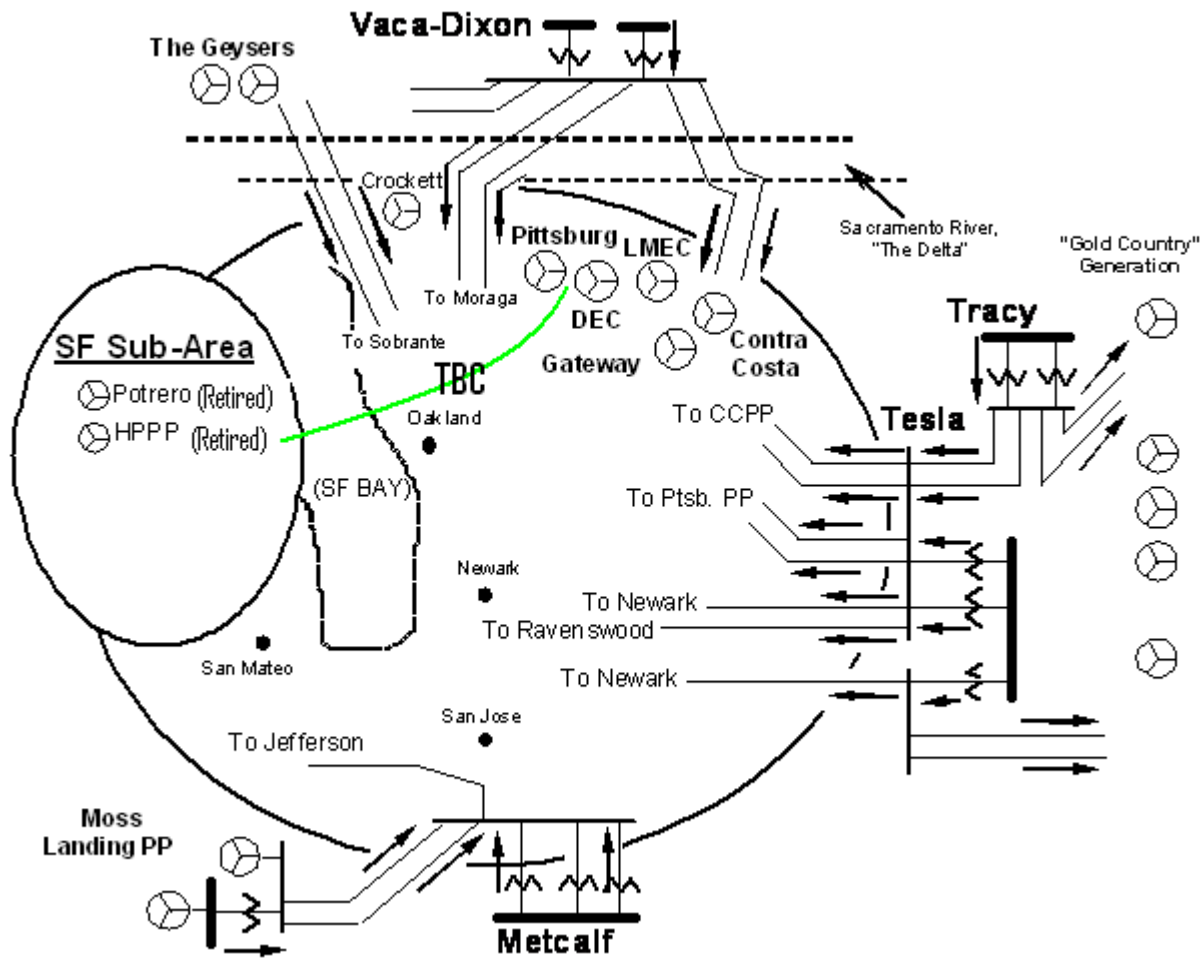 Vaca-Dixon
The Geysers
Crockett
Sacramento River,
"The Delta"
"Gold Country"
Generation
Pittsburg
LMEC
To Moraga
DEC
Tracy
Contra
Costa
Gateway
To Sobrante
SF Sub-Area
Potrero (Retired)
HPPP (Retired)
TBC
Oakland
To CCPP
Tesla
(SF BAY)
To Ptsb. PP
Newark
To Newark
To Ravenswood
San Mateo
To Newark
San Jose
To Jefferson
Moss
Landing PP
Metcalf